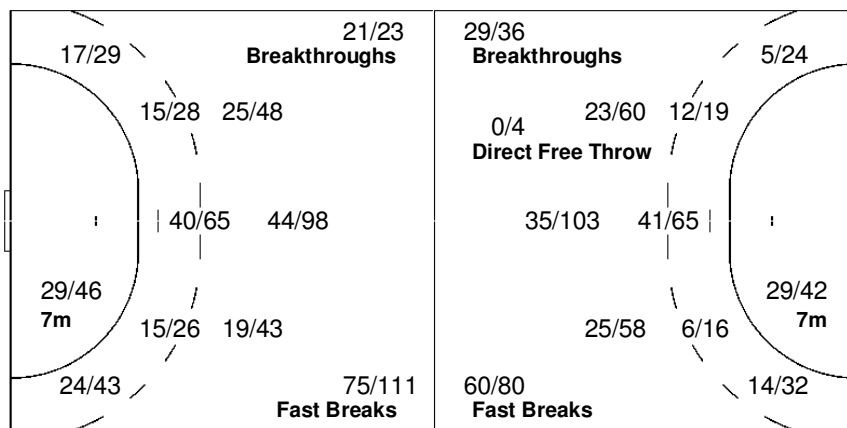 21/23 29/36
17/29 Breakthroughs Breakthroughs 5/24
15/28 25/48 23/60 12/19
0/4
Direct Free Throw
40/65 44/98 35/103 41/65
29/46 29/42
7m 7m
15/26 19/43 25/58 6/16
24/43 75/111 60/80 14/32
Fast Breaks Fast Breaks